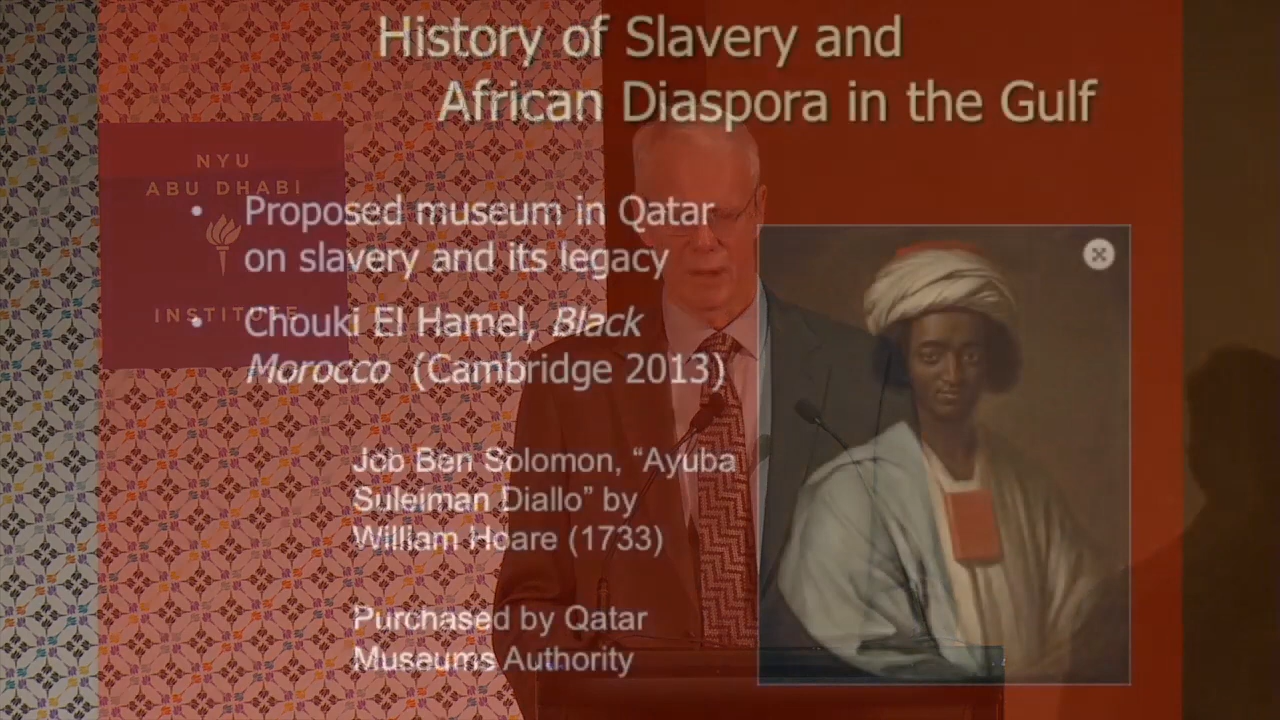 History of Slavery and
African Diaspora in the Gulf
NYU
ABU DHABI
INSTITUTE
• Proposed museum in Qatar
on slavery and its legacy
• Chouki El Hamel, Black
Morocco (Cambridge 2013)
Job Ben Solomon, “Ayuba
Suleiman Diallo” by
William Hoare (1733)
Purchased by Qatar
Museums Authority